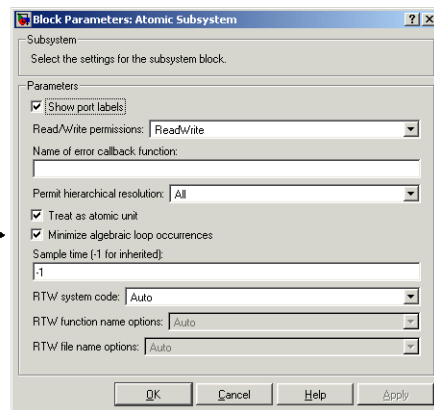 Block Parameters: Atomic Subsystem
Subsystem
Select the settings for the subsystem block.
Parameters
Show port labels
Read/Write permissions: ReadWrite
Name of error callback function:
Permit hierarchical resolution: All
Treat as atomic unit
Minimize algebraic loop occurrences
Sample time (-1 for inherited):
-1
RTW system code: Auto
RTW function name options: Auto
RTW file name options: Auto
OK Cancel Help Apply